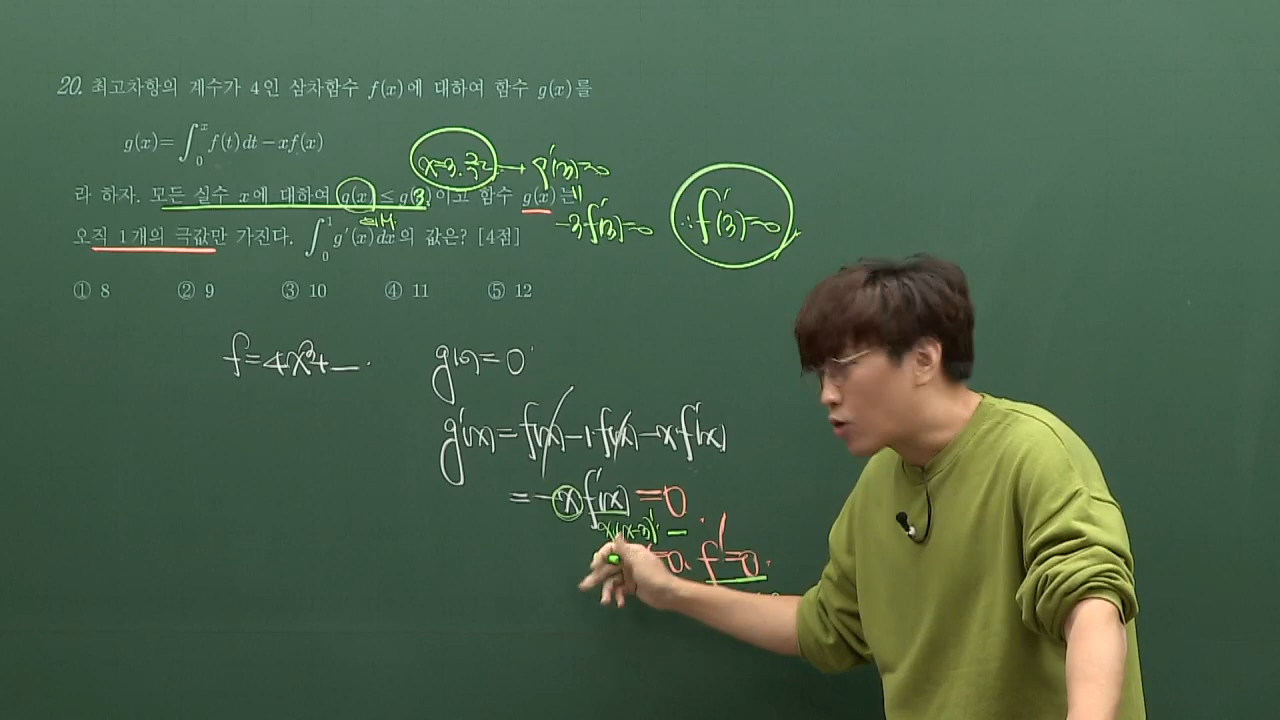 20. 최고차항의 계수가 4인 삼차함수 f(x)에 대하여 함수 g(x)를
g(x)=∫₀ˣ f(t)dt−xf(x)
라 하자. 모든 실수 x에 대하여 g(x)≤g(3)이고 함수 g(x)는
오직 1개의 극값만 가진다. ∫₀¹ g′(x)dx의 값은? [4점]
① 8 ② 9 ③ 10 ④ 11 ⑤ 12
x=3. 극 → g′(3)=0
−3f′(3)=0
∴f′(3)=0
f=4x³+
g(0)=0
g′(x)=f(x)−1·f(x)−xf′(x)
=−xf′(x)=0
x(x−3)
=0. f′=0.